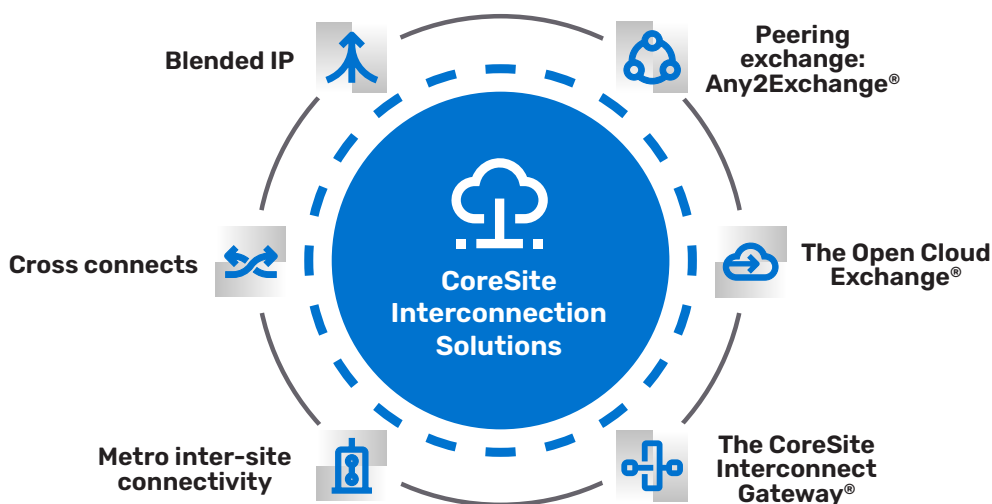 Blended IP
Peering
exchange:
Any2Exchange®
Cross connects
CoreSite
Interconnection
Solutions
The Open Cloud
Exchange®
Metro inter-site
connectivity
The CoreSite
Interconnect
Gateway®